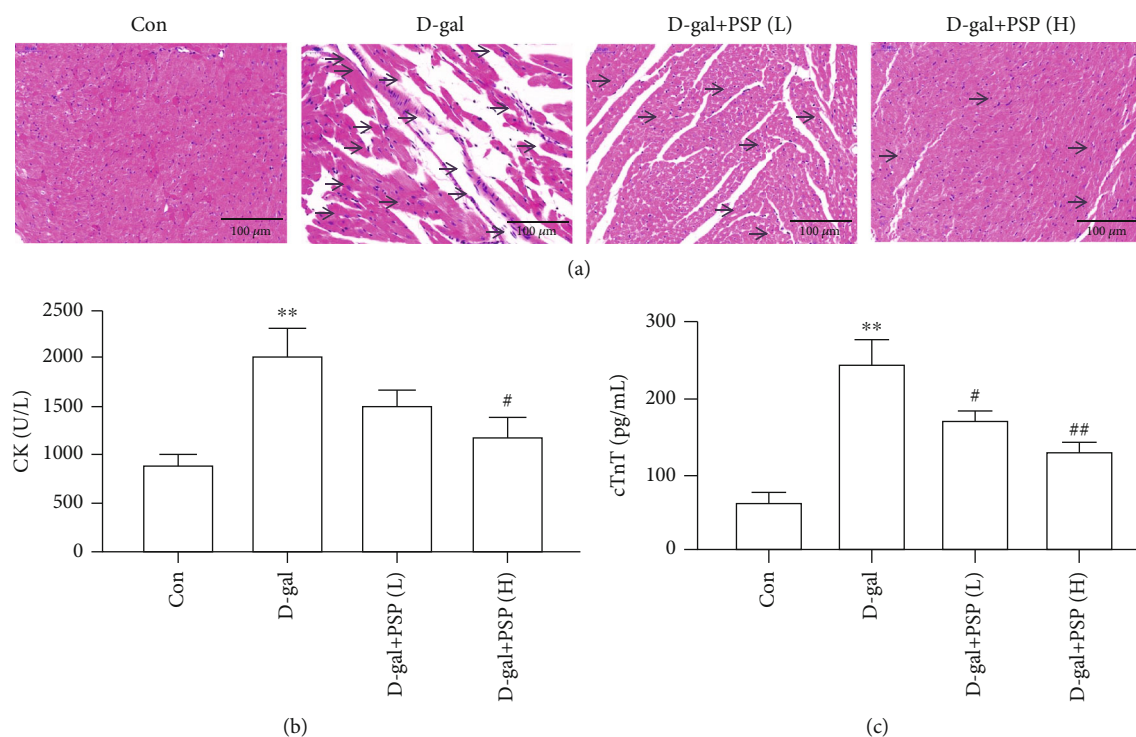 Con
D-gal
D-gal+PSP (L)
D-gal+PSP (H)
100 µm
100 µm
100 µm
100 µm
(a)
CK (U/L)
2500
2000
1500
1000
500
0
**
#
Con
D-gal
D-gal+PSP (L)
D-gal+PSP (H)
(b)
cTnT (pg/mL)
300
200
100
0
**
#
##
Con
D-gal
D-gal+PSP (L)
D-gal+PSP (H)
(c)